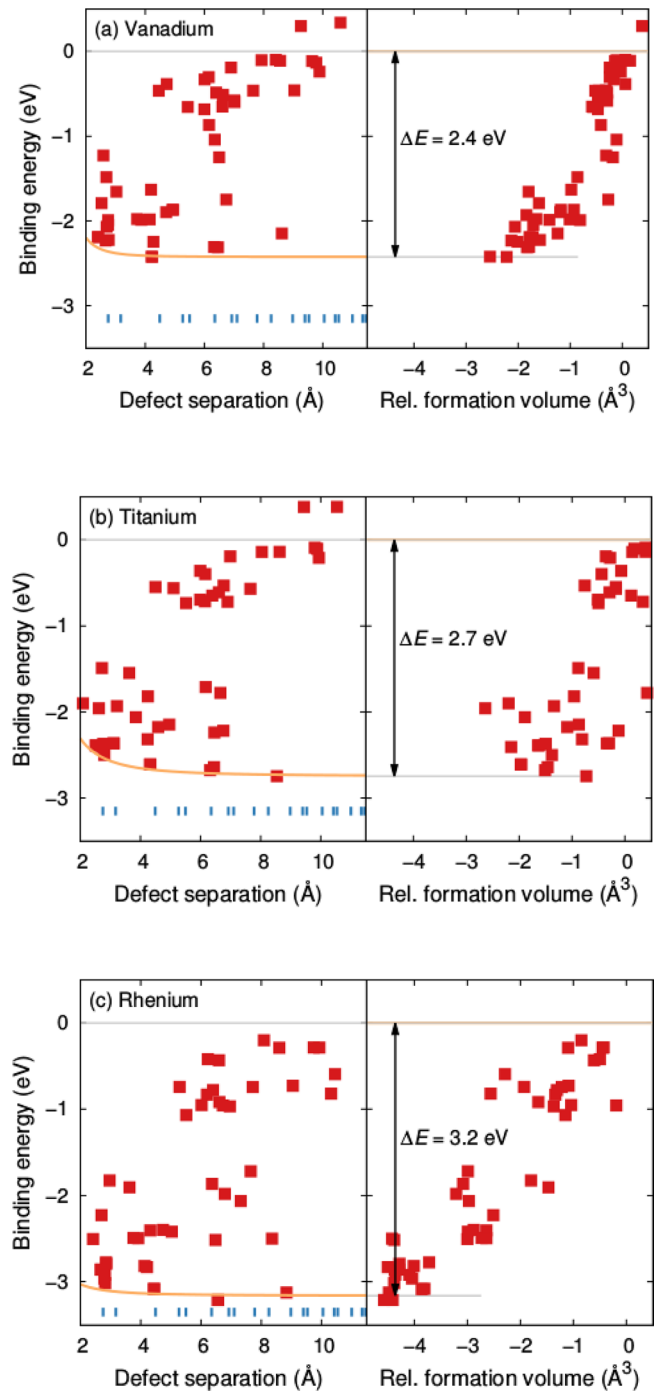 (a) Vanadium
0
−1
−2
−3
Binding energy (eV)
ΔE = 2.4 eV
2 4 6 8 10 −4 −3 −2 −1 0
Defect separation (Å) Rel. formation volume (Å³)
(b) Titanium
0
−1
−2
−3
Binding energy (eV)
ΔE = 2.7 eV
2 4 6 8 10 −4 −3 −2 −1 0
Defect separation (Å) Rel. formation volume (Å³)
(c) Rhenium
0
−1
−2
−3
Binding energy (eV)
ΔE = 3.2 eV
2 4 6 8 10 −4 −3 −2 −1 0
Defect separation (Å) Rel. formation volume (Å³)